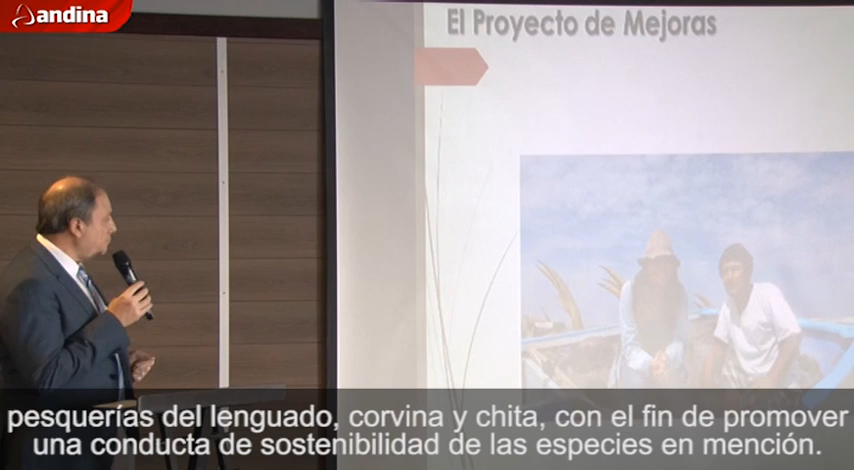 andina
El Proyecto de Mejoras
pesquerías del lenguado, corvina y chita, con el fin de promover
una conducta de sostenibilidad de las especies en mención.